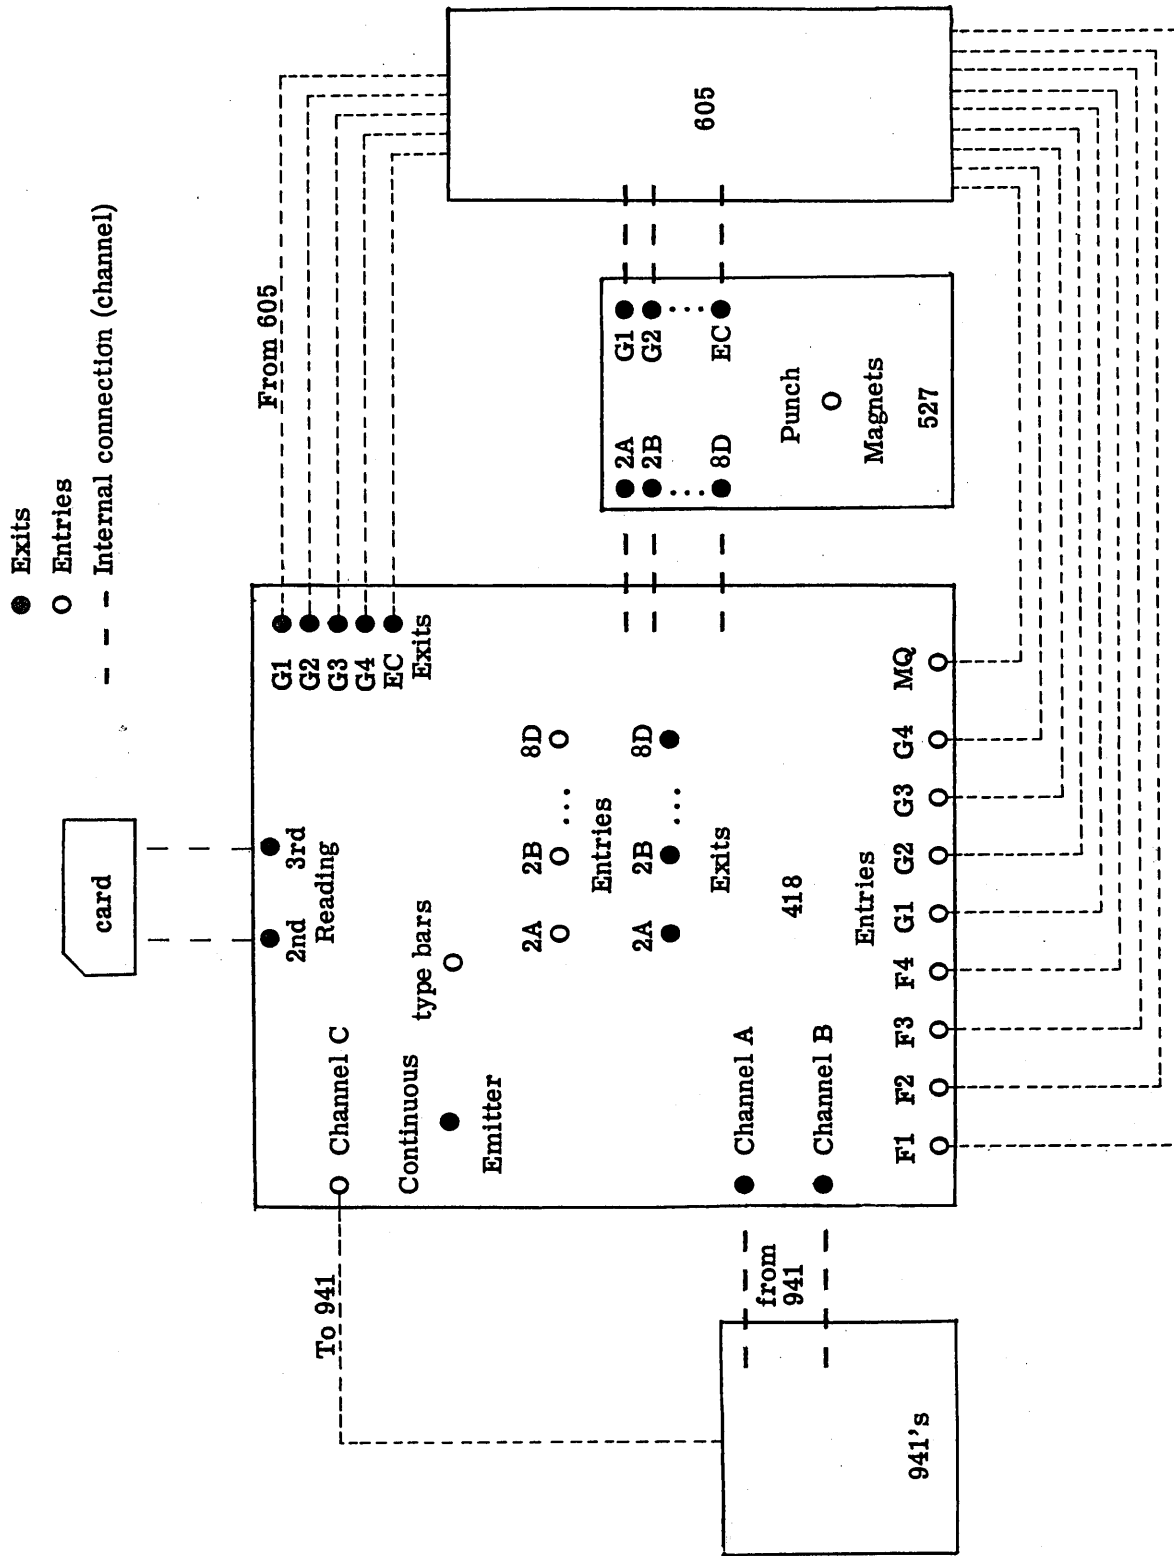 ● Exits
O Entries
– – – Internal connection (channel)
card
To 941
From 605
2nd 3rd
Reading
Channel C
Continuous type bars
Emitter
G1
G2
G3
G4
EC
Exits
2A 2B ... 8D
Entries
2A 2B ... 8D
Exits
Channel A
Channel B
418
Entries
F1 F2 F3 F4 G1 G2 G3 G4 MQ
from
941
941's
2A G1
2B G2
... ...
8D EC
Punch
Magnets
527
605